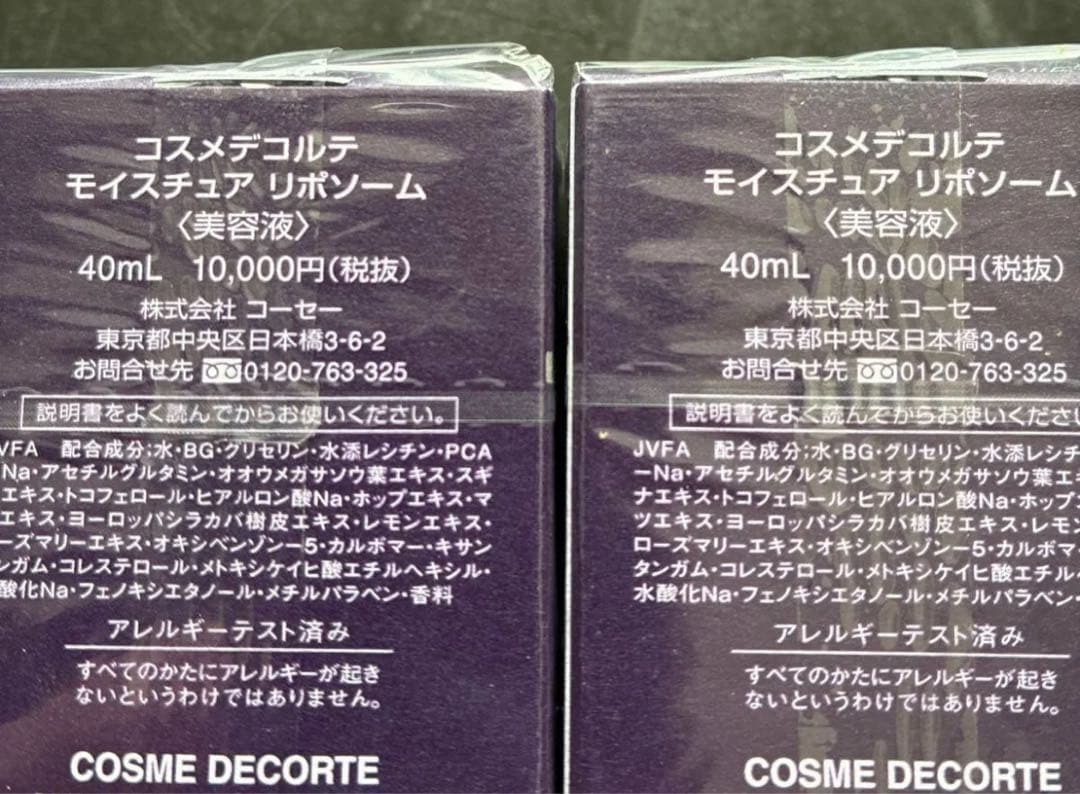 コスメデコルテ
モイスチュア リポソーム
〈美容液〉
40mL 10,000円(税抜)
株式会社 コーセー
東京都中央区日本橋3-6-2
お問合せ先 0120-763-325
説明書をよく読んでからお使いください。
VFA 配合成分:水・BG・グリセリン・水添レシチン・PCA
Na・アセチルグルタミン・オオウメガサソウ葉エキス・スギ
エキス・トコフェロール・ヒアルロン酸Na・ホップエキス・マ
エキス・ヨーロッパシラカバ樹皮エキス・レモンエキス・
ーズマリーエキス・オキシベンゾン-5・カルボマー・キサン
ンガム・コレステロール・メトキシケイヒ酸エチルヘキシル・
酸化Na・フェノキシエタノール・メチルパラベン・香料
アレルギーテスト済み
すべてのかたにアレルギーが起き
ないというわけではありません。
COSME DECORTE
コスメデコルテ
モイスチュア リポソーム
〈美容液〉
40mL 10,000円(税抜)
株式会社 コーセー
東京都中央区日本橋3-6-2
お問合せ先 0120-763-325
説明書をよく読んでからお使いくださ
JVFA 配合成分:水・BG・グリセリン・水添レシチ
ーNa・アセチルグルタミン・オオウメガサソウ葉エキ
ナエキス・トコフェロール・ヒアルロン酸Na・ホップ
ツエキス・ヨーロッパシラカバ樹皮エキス・レモン
ローズマリーエキス・オキシベンゾン-5・カルボマー
タンガム・コレステロール・メトキシケイヒ酸エチル
水酸化Na・フェノキシエタノール・メチルパラベン・
アレルギーテスト済み
すべてのかたにアレルギーが起き
ないというわけではありません。
COSME DECORTE